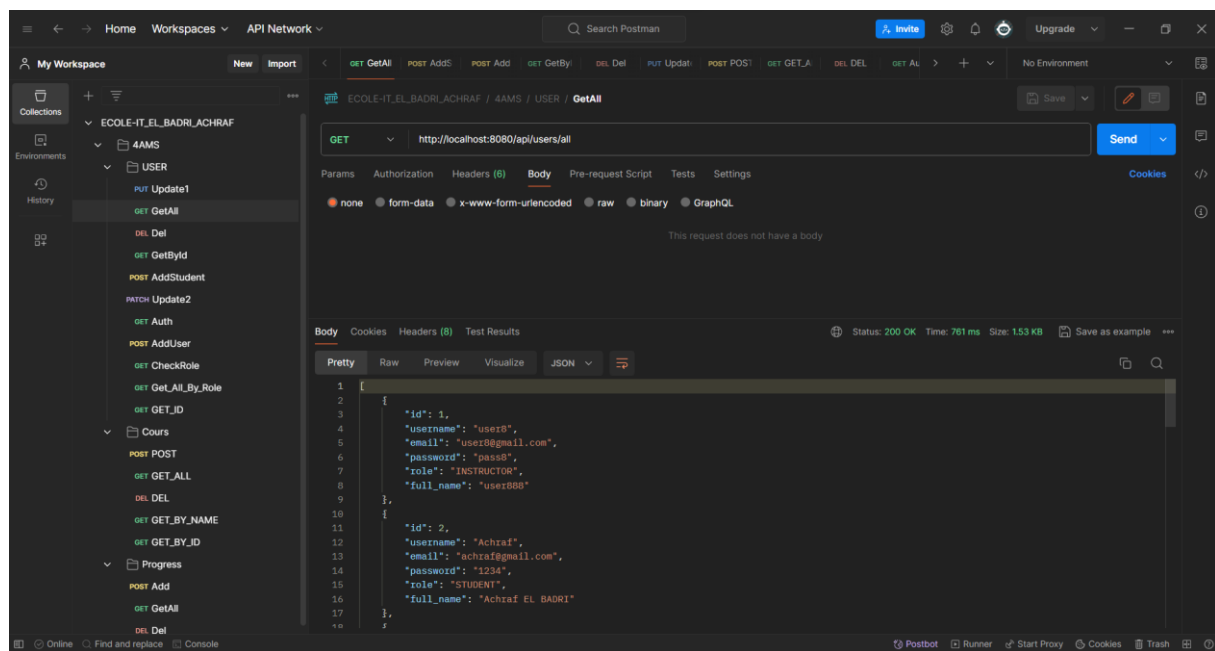 Home Workspaces API Network Search Postman Invite Upgrade
My Workspace New Import GET GetAll POST AddS POST Add GET GetByI DEL Del PUT Updat POST POST GET GET_A DEL DEL GET Au No Environment
Collections
Environments
History
ECOLE-IT_EL_BADRI_ACHRAF
4AMS
USER
PUT Update1
GET GetAll
DEL Del
GET GetById
POST AddStudent
PATCH Update2
GET Auth
POST AddUser
GET CheckRole
GET Get_All_By_Role
GET GET_ID
Cours
POST POST
GET GET_ALL
DEL DEL
GET GET_BY_NAME
GET GET_BY_ID
Progress
POST Add
GET GetAll
DEL Del
HTTP ECOLE-IT_EL_BADRI_ACHRAF / 4AMS / USER / GetAll Save
GET http://localhost:8080/api/users/all Send
Params Authorization Headers (6) Body Pre-request Script Tests Settings Cookies
none form-data x-www-form-urlencoded raw binary GraphQL
This request does not have a body
Body Cookies Headers (8) Test Results Status: 200 OK Time: 761 ms Size: 1.53 KB Save as example
Pretty Raw Preview Visualize JSON
1 [
2 {
3 "id": 1,
4 "username": "user8",
5 "email": "user8@gmail.com",
6 "password": "pass8",
7 "role": "INSTRUCTOR",
8 "full_name": "user888"
9 },
10 {
11 "id": 2,
12 "username": "Achraf",
13 "email": "achraf@gmail.com",
14 "password": "1234",
15 "role": "STUDENT",
16 "full_name": "Achraf EL BADRI"
17 },
18 {
Online Find and replace Console Postbot Runner Start Proxy Cookies Trash